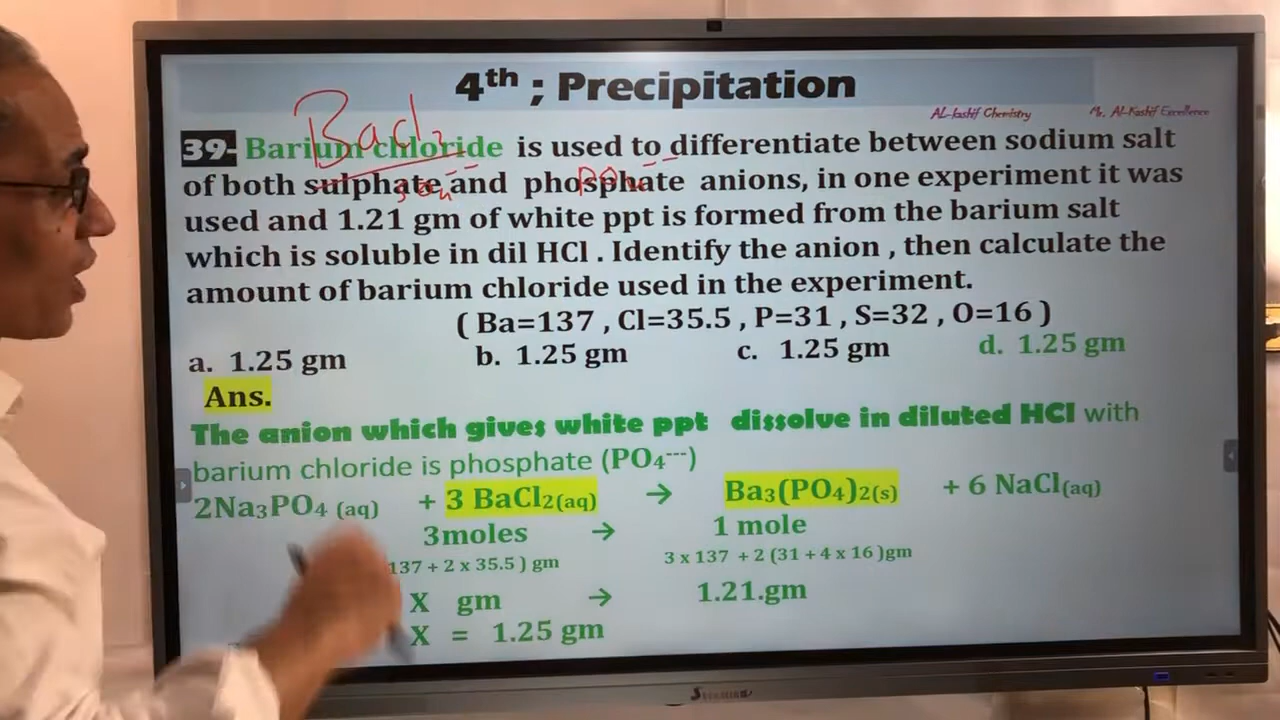 4th ; Precipitation
AL-kashif Chemistry Mr. Al-Kashif Excellence
BaCl2
39- Barium chloride is used to differentiate between sodium salt
of both sulphate and phosphate anions, in one experiment it was
used and 1.21 gm of white ppt is formed from the barium salt
which is soluble in dil HCl . Identify the anion , then calculate the
amount of barium chloride used in the experiment.
( Ba=137 , Cl=35.5 , P=31 , S=32 , O=16 )
a. 1.25 gm b. 1.25 gm c. 1.25 gm d. 1.25 gm
Ans.
The anion which gives white ppt dissolve in diluted HCl with
barium chloride is phosphate (PO4---)
2Na3PO4 (aq) + 3 BaCl2(aq) → Ba3(PO4)2(s) + 6 NaCl(aq)
3moles → 1 mole
137 + 2 x 35.5 ) gm 3 x 137 + 2 (31 + 4 x 16 )gm
X gm → 1.21.gm
X = 1.25 gm